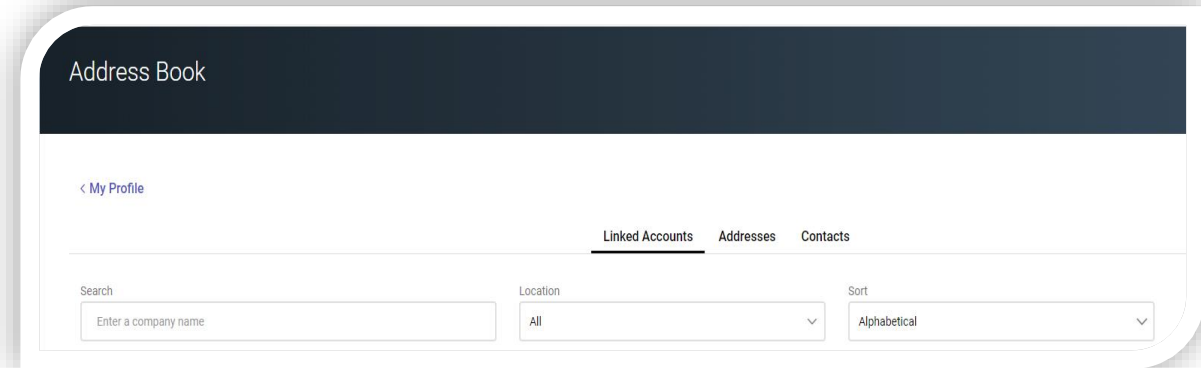 Address Book
< My Profile
Linked Accounts Addresses Contacts
Search Location Sort
Enter a company name All Alphabetical